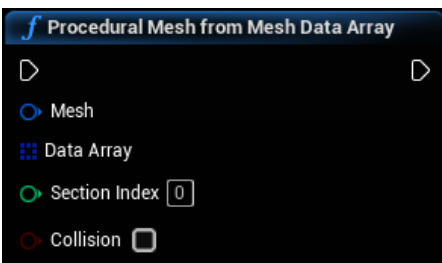 Procedural Mesh from Mesh Data Array
Mesh
Data Array
Section Index 0
Collision